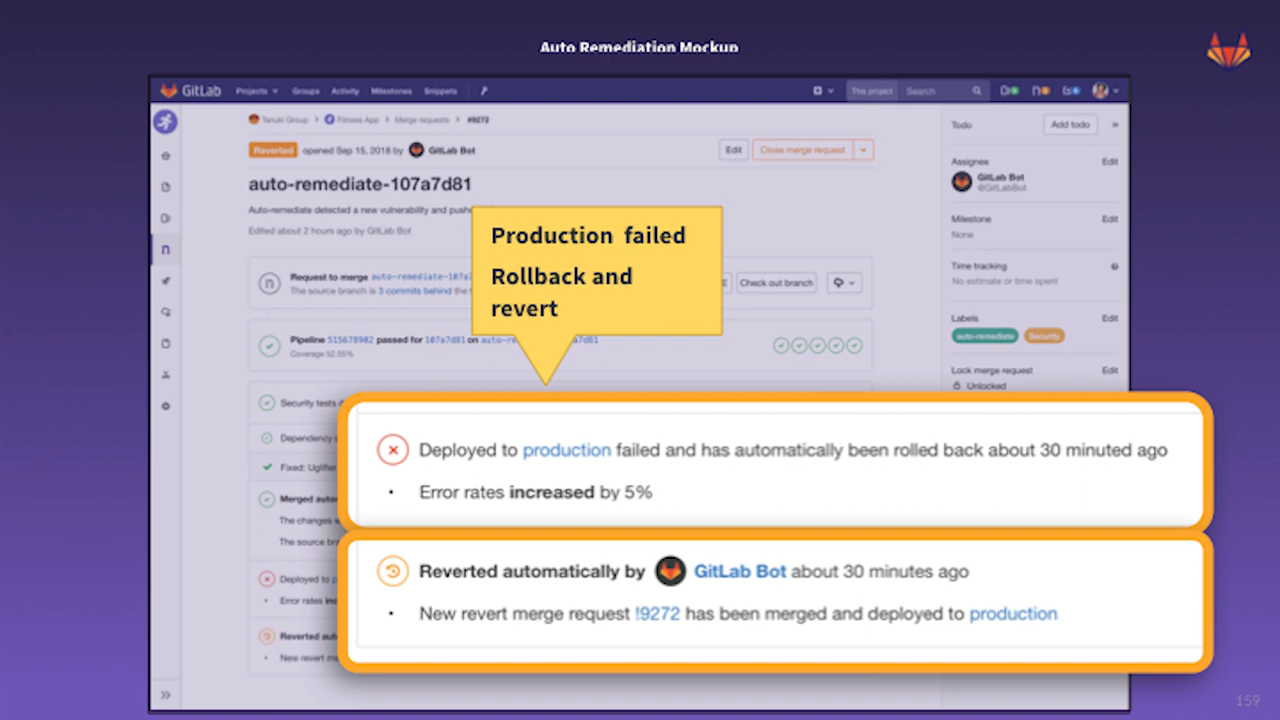 Auto Remediation Mockup
GitLab Projects Groups Activity Milestones Snippets This project Search
Tanuki Group > Fitness App > Merge requests > #9272
Reverted opened Sep 15, 2018 by GitLab Bot Edit Close merge request
auto-remediate-107a7d81
Auto-remediate detected a new vulnerability and pushe
Edited about 2 hours ago by GitLab Bot
Production failed
Rollback and
revert
Request to merge auto-remediate-107a7
Check out branch
The source branch is 3 commits behind the
Pipeline 515678902 passed for 107a7d81 on auto-re
7a7d81
Coverage 52.55%
Security tests
Dependency
Fixed: Uglifier
Merged auto
The changes
The source bra
Deployed to
Error rates inc
Reverted aut
New revert me
Todo Add todo »
Assignee Edit
GitLab Bot
@GitLabBot
Milestone Edit
None
Time tracking
No estimate or time spent
Labels Edit
auto-remediate Security
Lock merge request Edit
Unlocked
Deployed to production failed and has automatically been rolled back about 30 minuted ago
· Error rates increased by 5%
Reverted automatically by GitLab Bot about 30 minutes ago
· New revert merge request !9272 has been merged and deployed to production
159